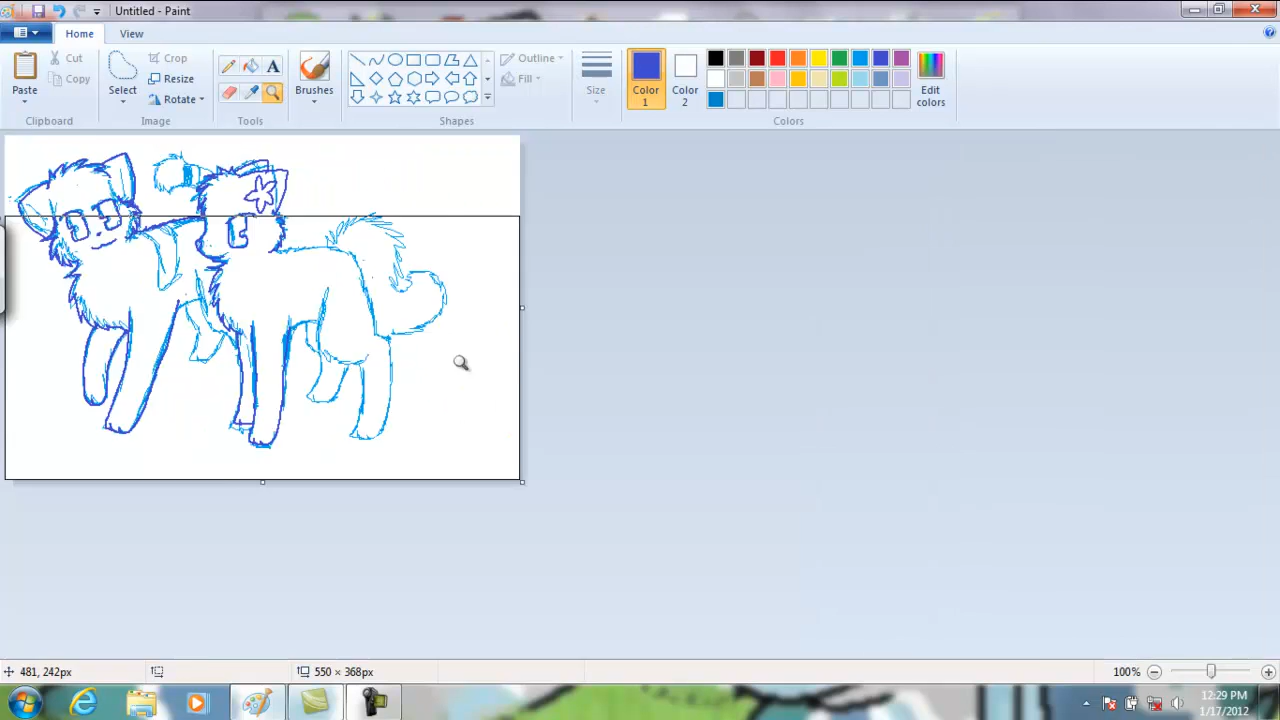 Untitled - Paint
Home
View
Paste
Cut
Copy
Clipboard
Select
Crop
Resize
Rotate
Image
A
Tools
Brushes
Outline
Fill
Shapes
Size
Color 1
Color 2
Edit colors
Colors
481, 242px
550 × 368px
100%
12:29 PM
1/17/2012